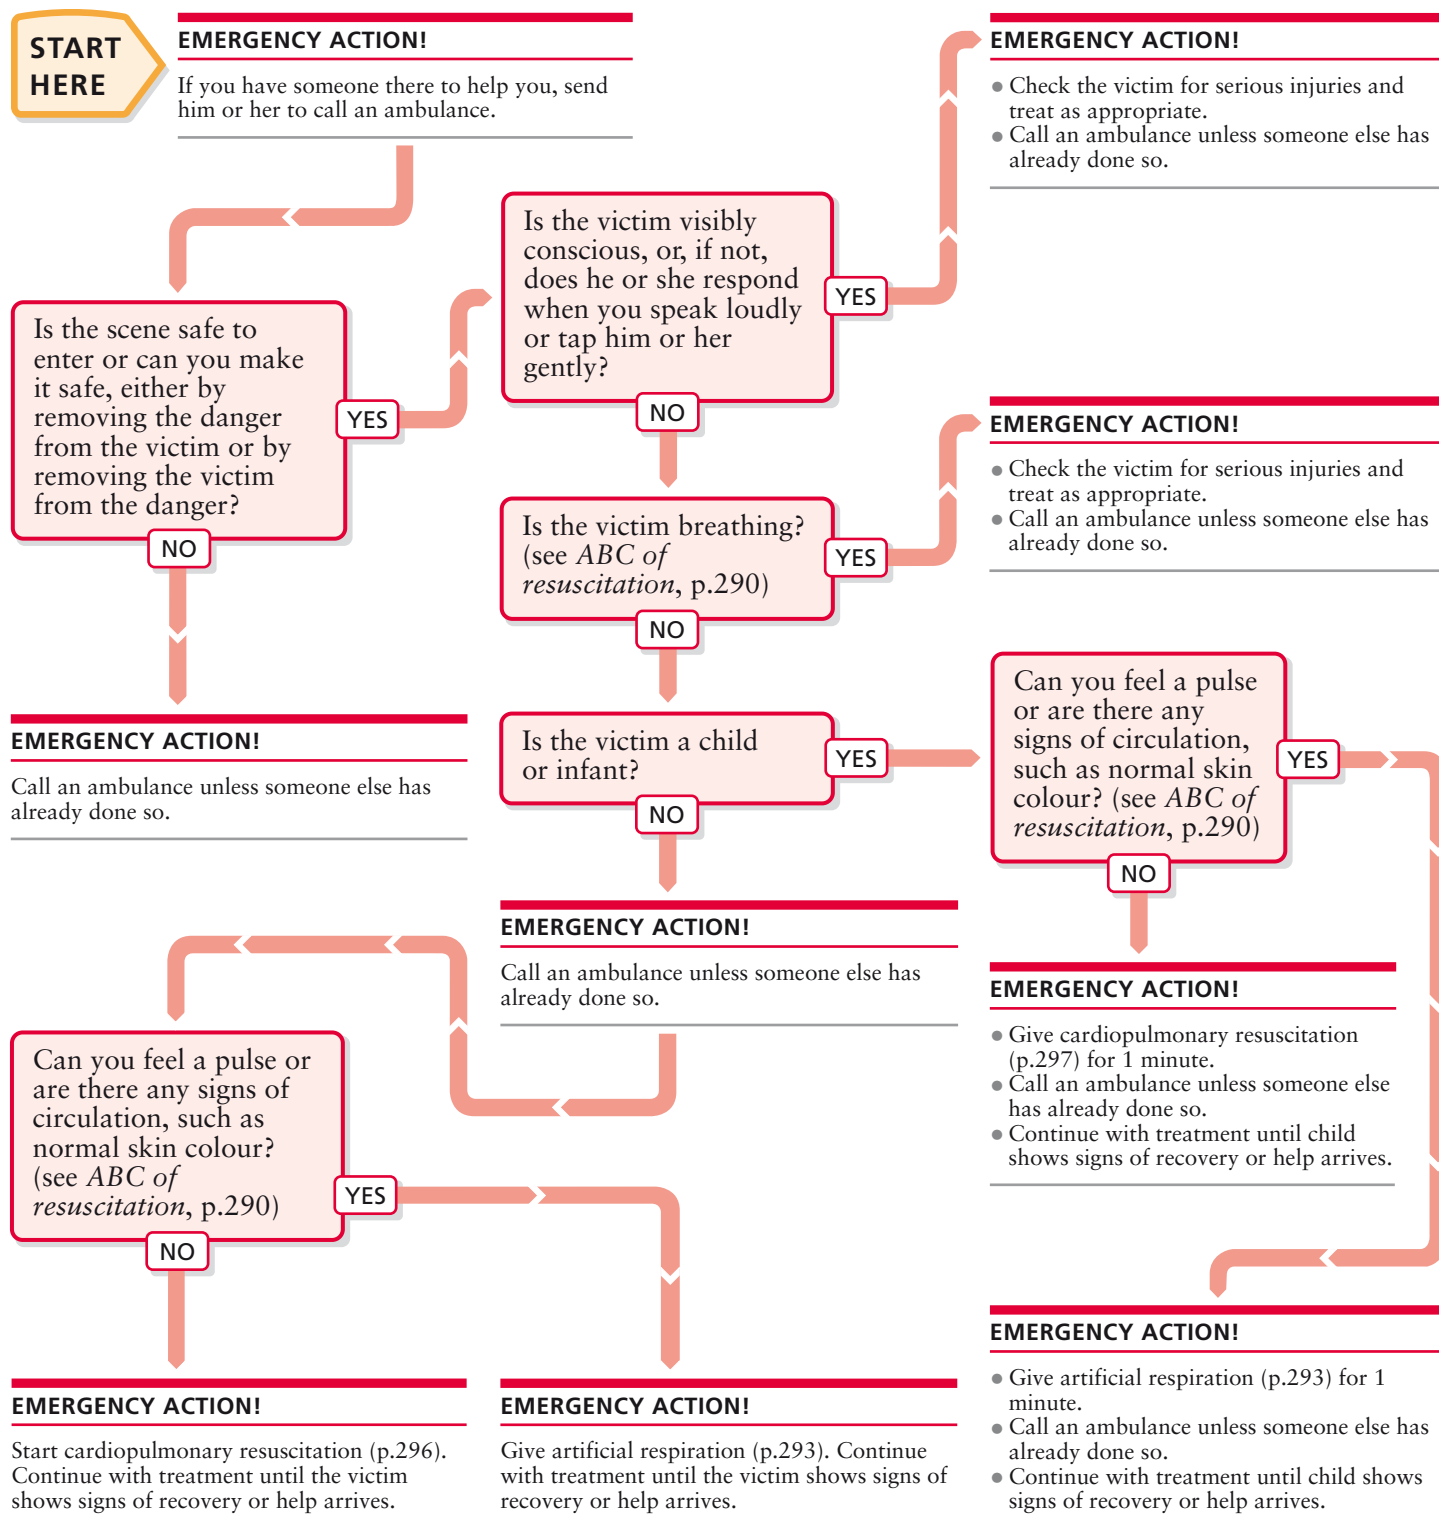 START
HERE
EMERGENCY ACTION!
If you have someone there to help you, send
him or her to call an ambulance.
Is the scene safe to
enter or can you make
it safe, either by
removing the danger
from the victim or by
removing the victim
from the danger?
YES
NO
EMERGENCY ACTION!
Call an ambulance unless someone else has
already done so.
Is the victim visibly
conscious, or, if not,
does he or she respond
when you speak loudly
or tap him or her
gently?
YES
NO
EMERGENCY ACTION!
• Check the victim for serious injuries and
treat as appropriate.
• Call an ambulance unless someone else has
already done so.
Is the victim breathing?
(see ABC of
resuscitation, p.290)
YES
NO
EMERGENCY ACTION!
• Check the victim for serious injuries and
treat as appropriate.
• Call an ambulance unless someone else has
already done so.
Is the victim a child
or infant?
YES
NO
Can you feel a pulse
or are there any
signs of circulation,
such as normal skin
colour? (see ABC of
resuscitation, p.290)
YES
NO
EMERGENCY ACTION!
Call an ambulance unless someone else has
already done so.
EMERGENCY ACTION!
• Give cardiopulmonary resuscitation
(p.297) for 1 minute.
• Call an ambulance unless someone else
has already done so.
• Continue with treatment until child
shows signs of recovery or help arrives.
Can you feel a pulse or
are there any signs of
circulation, such as
normal skin colour?
(see ABC of
resuscitation, p.290)
YES
NO
EMERGENCY ACTION!
Start cardiopulmonary resuscitation (p.296).
Continue with treatment until the victim
shows signs of recovery or help arrives.
EMERGENCY ACTION!
Give artificial respiration (p.293). Continue
with treatment until the victim shows signs of
recovery or help arrives.
EMERGENCY ACTION!
• Give artificial respiration (p.293) for 1
minute.
• Call an ambulance unless someone else has
already done so.
• Continue with treatment until child shows
signs of recovery or help arrives.